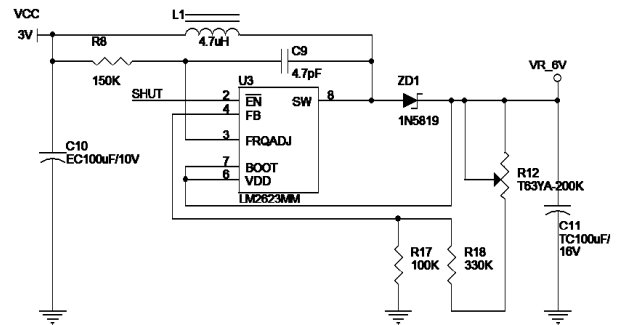 VCC
3V
L1
4.7uH
R8
150K
C9
4.7pF
U3
SHUT
2
4
3
7
6
EN
FB
FRQADJ
BOOT
VDD
SW
8
LM2623MM
ZD1
1N5819
VR_6V
C10
EC100uF/10V
R12
T63YA-200K
C11
TC100uF/
16V
R17
100K
R18
330K